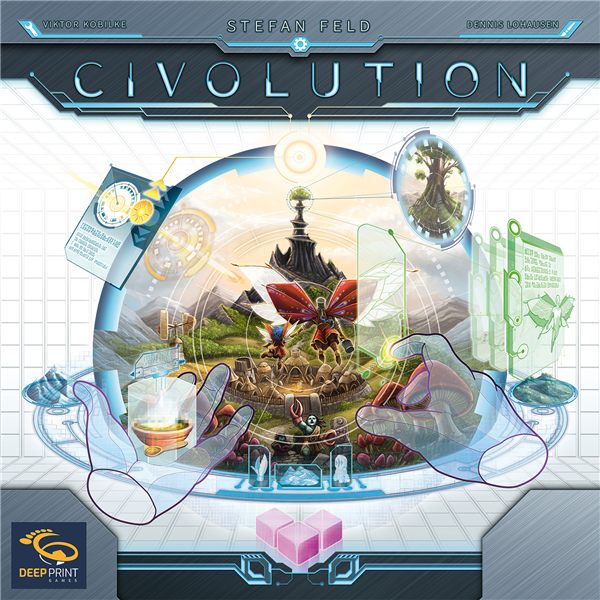 VIKTOR KOBILKE
STEFAN FELD
DENNIS LOHAUSEN
CIVOLUTION
DEEP PRINT
GAMES